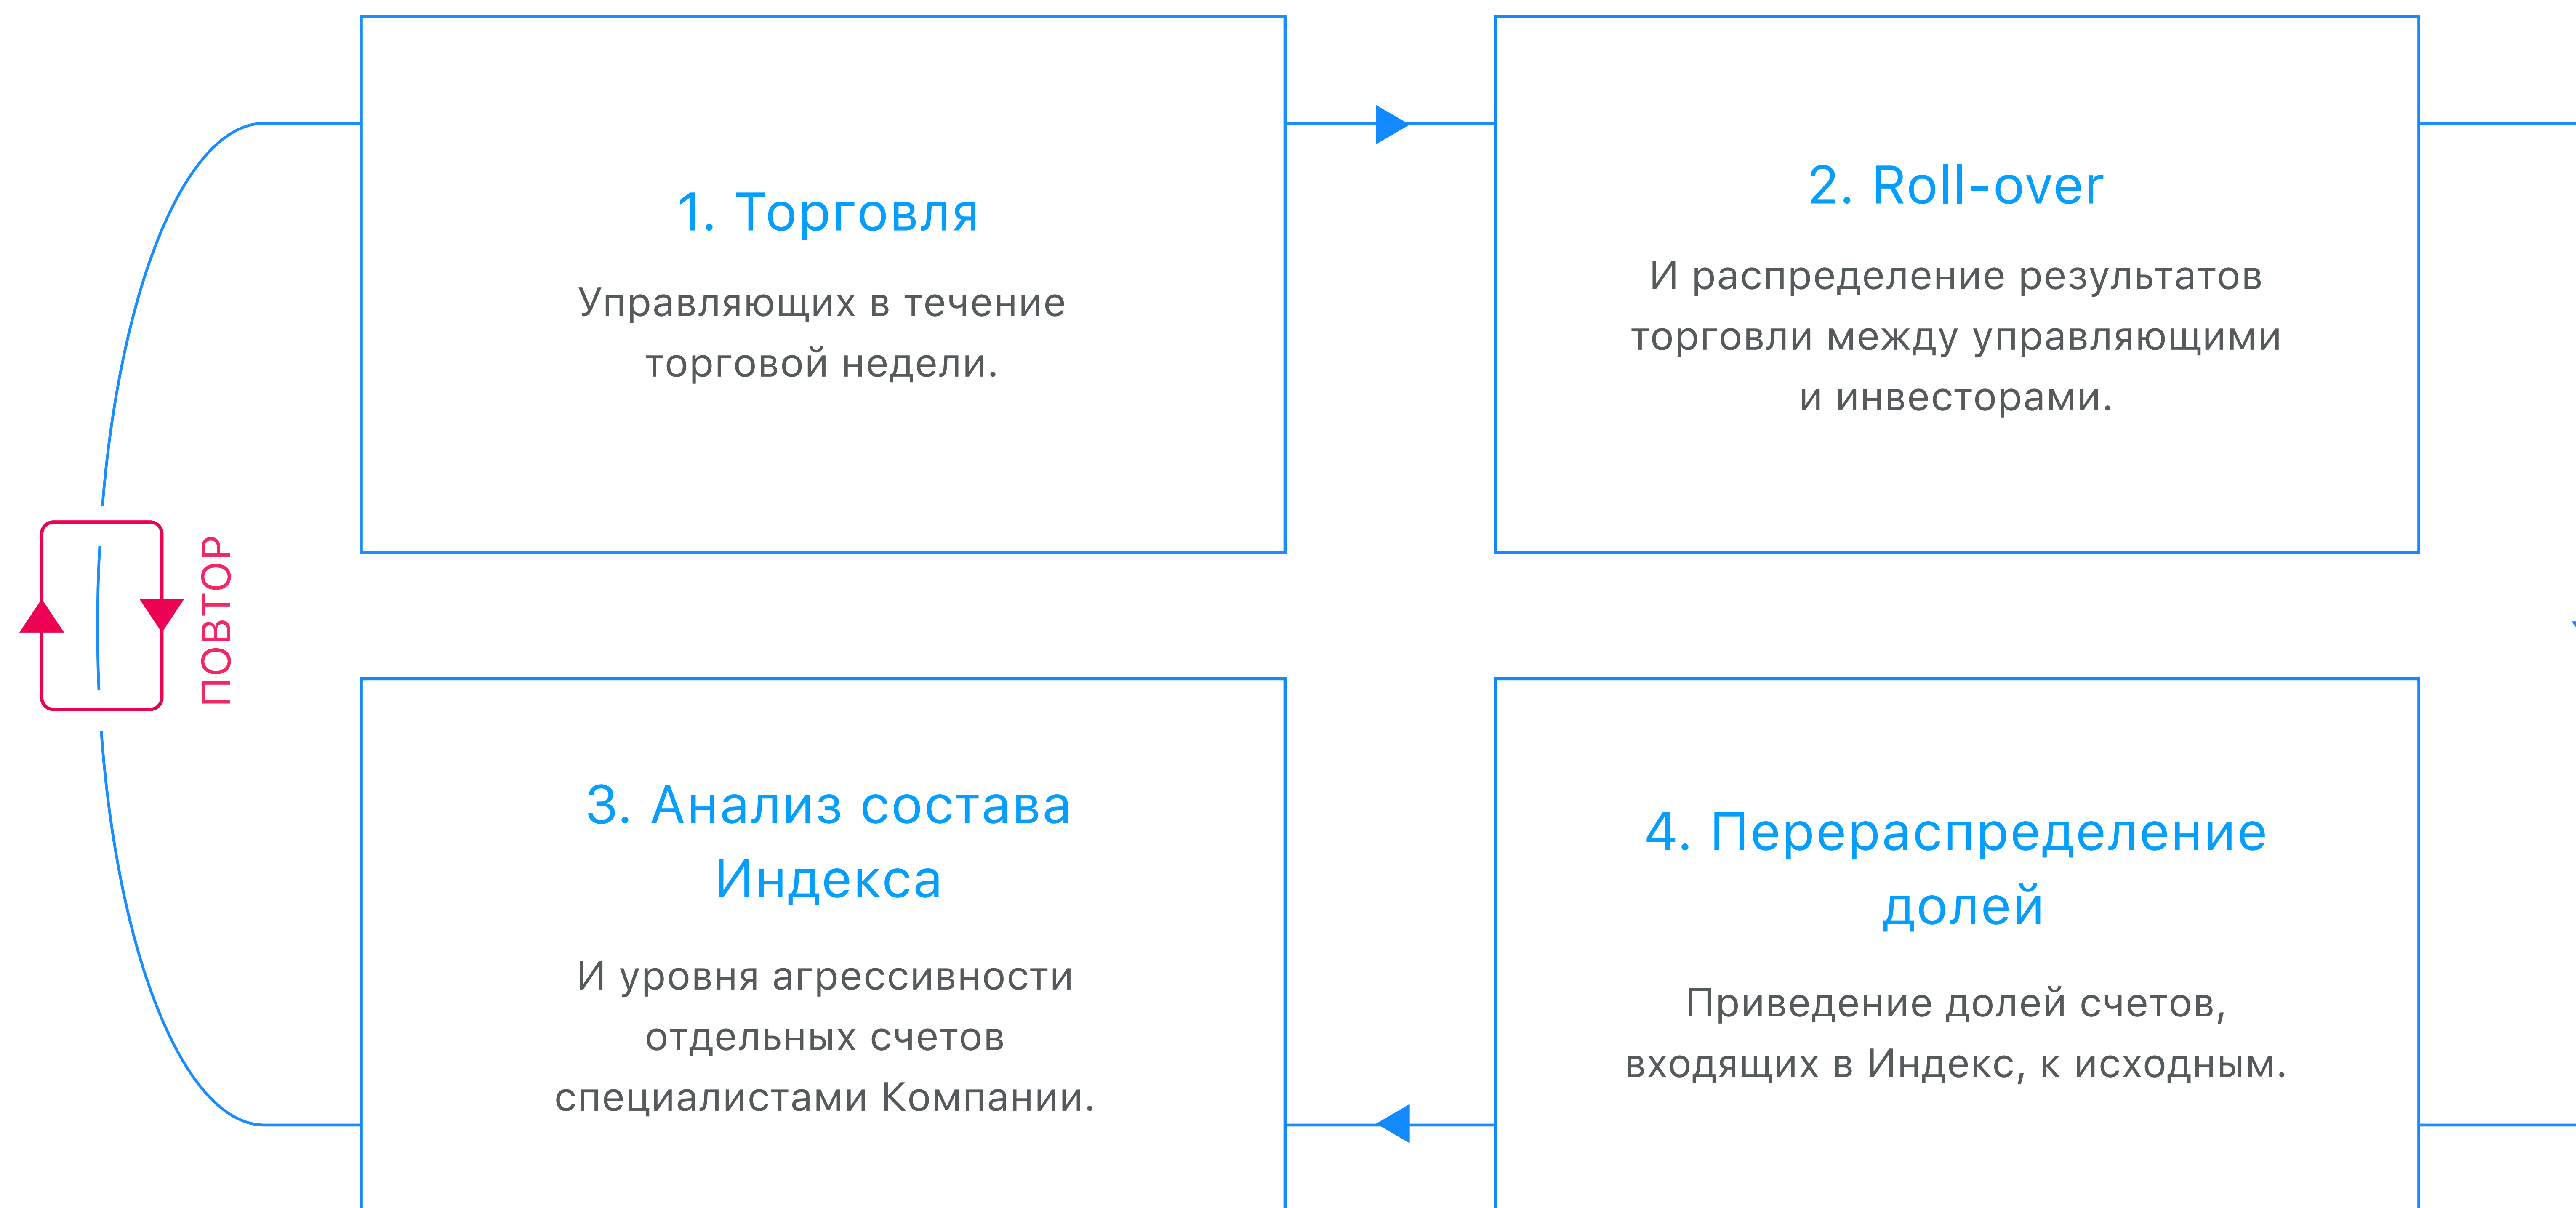 1. Торговля
Управляющих в течение
торговой недели.
2. Roll-over
И распределение результатов
торговли между управляющими
и инвесторами.
ПОВТОР
3. Анализ состава
Индекса
И уровня агрессивности
отдельных счетов
специалистами Компании.
4. Перераспределение
долей
Приведение долей счетов,
входящих в Индекс, к исходным.